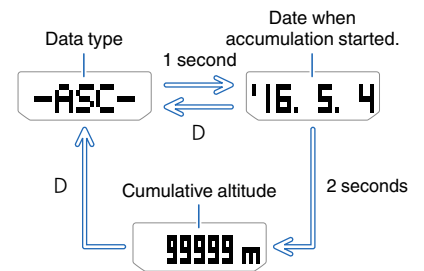 Data type
Date when
accumulation started.
1 second
-ASC-
'16. 5. 4
D
D
Cumulative altitude
2 seconds
99999 m